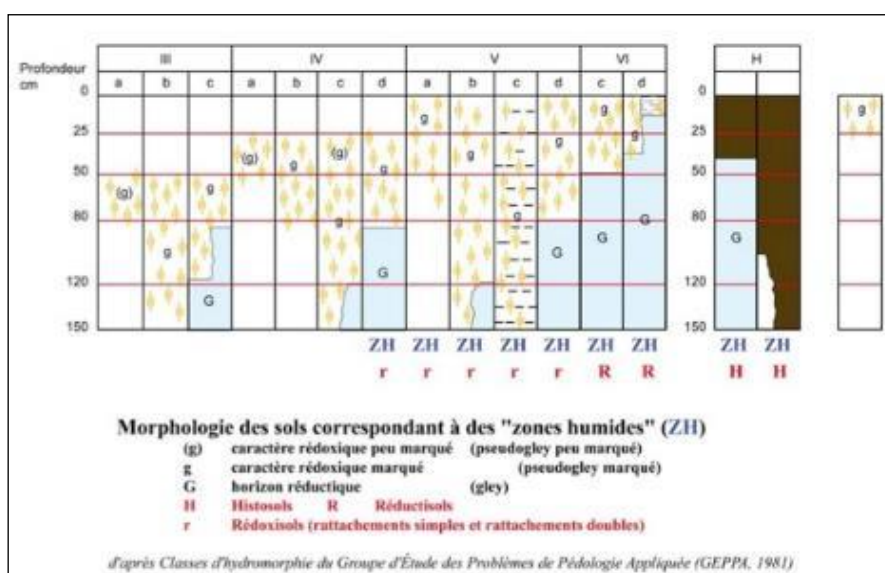 III IV V VI H
Profondeur
cm
a b c a b c d a b c d c d
0 0
25 25
50 50
80 80
120 120
150 150
g g g g
g (g) g
(g) g (g) g g
(g) g
g
g g
g G G G
G G
G
ZH ZH ZH ZH ZH ZH ZH ZH ZH
r r r r r R R H H
Morphologie des sols correspondant à des "zones humides" (ZH)
(g) caractère rédoxique peu marqué (pseudogley peu marqué)
g caractère rédoxique marqué (pseudogley marqué)
G horizon réductique (gley)
H Histosols R Réductisols
r Rédoxisols (rattachements simples et rattachements doubles)
d'après Classes d'hydromorphie du Groupe d'Étude des Problèmes de Pédologie Appliquée (GEPPA, 1981)